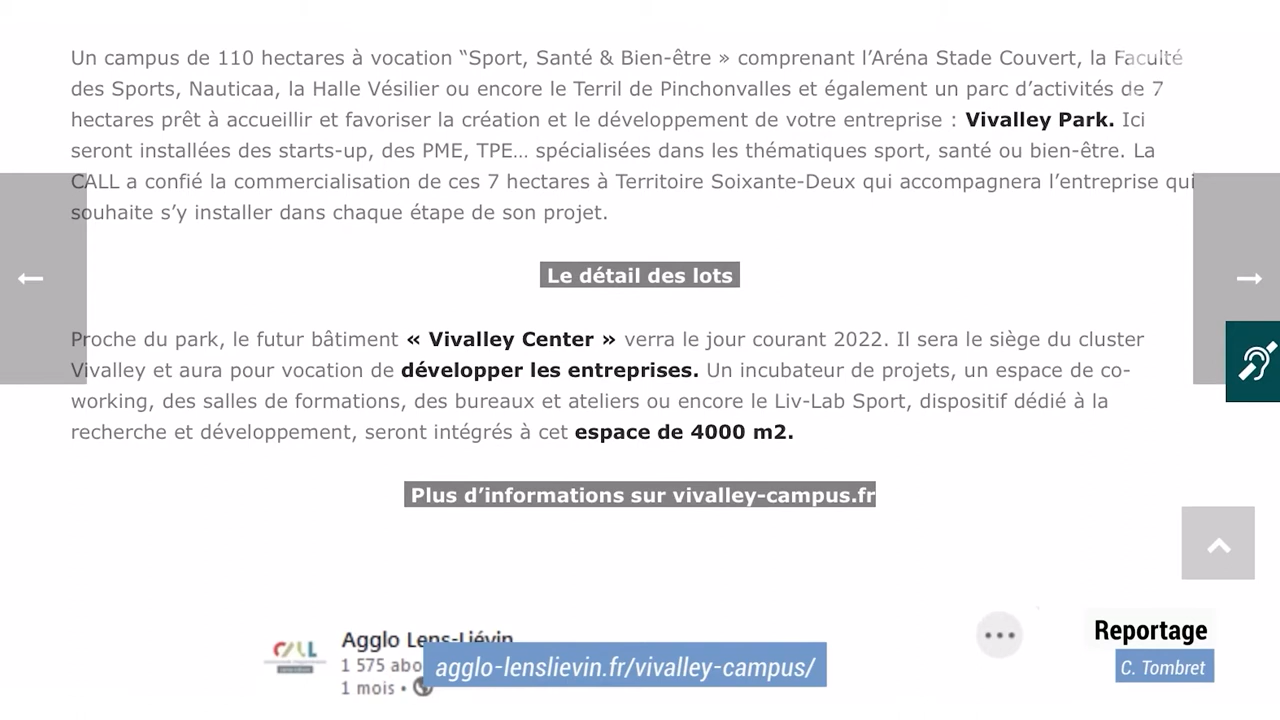 Un campus de 110 hectares à vocation “Sport, Santé & Bien-être » comprenant l’Aréna Stade Couvert, la Faculté
des Sports, Nauticaa, la Halle Vésilier ou encore le Terril de Pinchonvalles et également un parc d’activités de 7
hectares prêt à accueillir et favoriser la création et le développement de votre entreprise : Vivalley Park. Ici
seront installées des starts-up, des PME, TPE… spécialisées dans les thématiques sport, santé ou bien-être. La
CALL a confié la commercialisation de ces 7 hectares à Territoire Soixante-Deux qui accompagnera l’entreprise qui
souhaite s’y installer dans chaque étape de son projet.
Le détail des lots
Proche du park, le futur bâtiment « Vivalley Center » verra le jour courant 2022. Il sera le siège du cluster
Vivalley et aura pour vocation de développer les entreprises. Un incubateur de projets, un espace de co-
working, des salles de formations, des bureaux et ateliers ou encore le Liv-Lab Sport, dispositif dédié à la
recherche et développement, seront intégrés à cet espace de 4000 m2.
Plus d’informations sur vivalley-campus.fr
Reportage
CALL Agglo Lens-Liévin
1 575 abo
agglo-lenslievin.fr/vivalley-campus/
C. Tombret
1 mois •